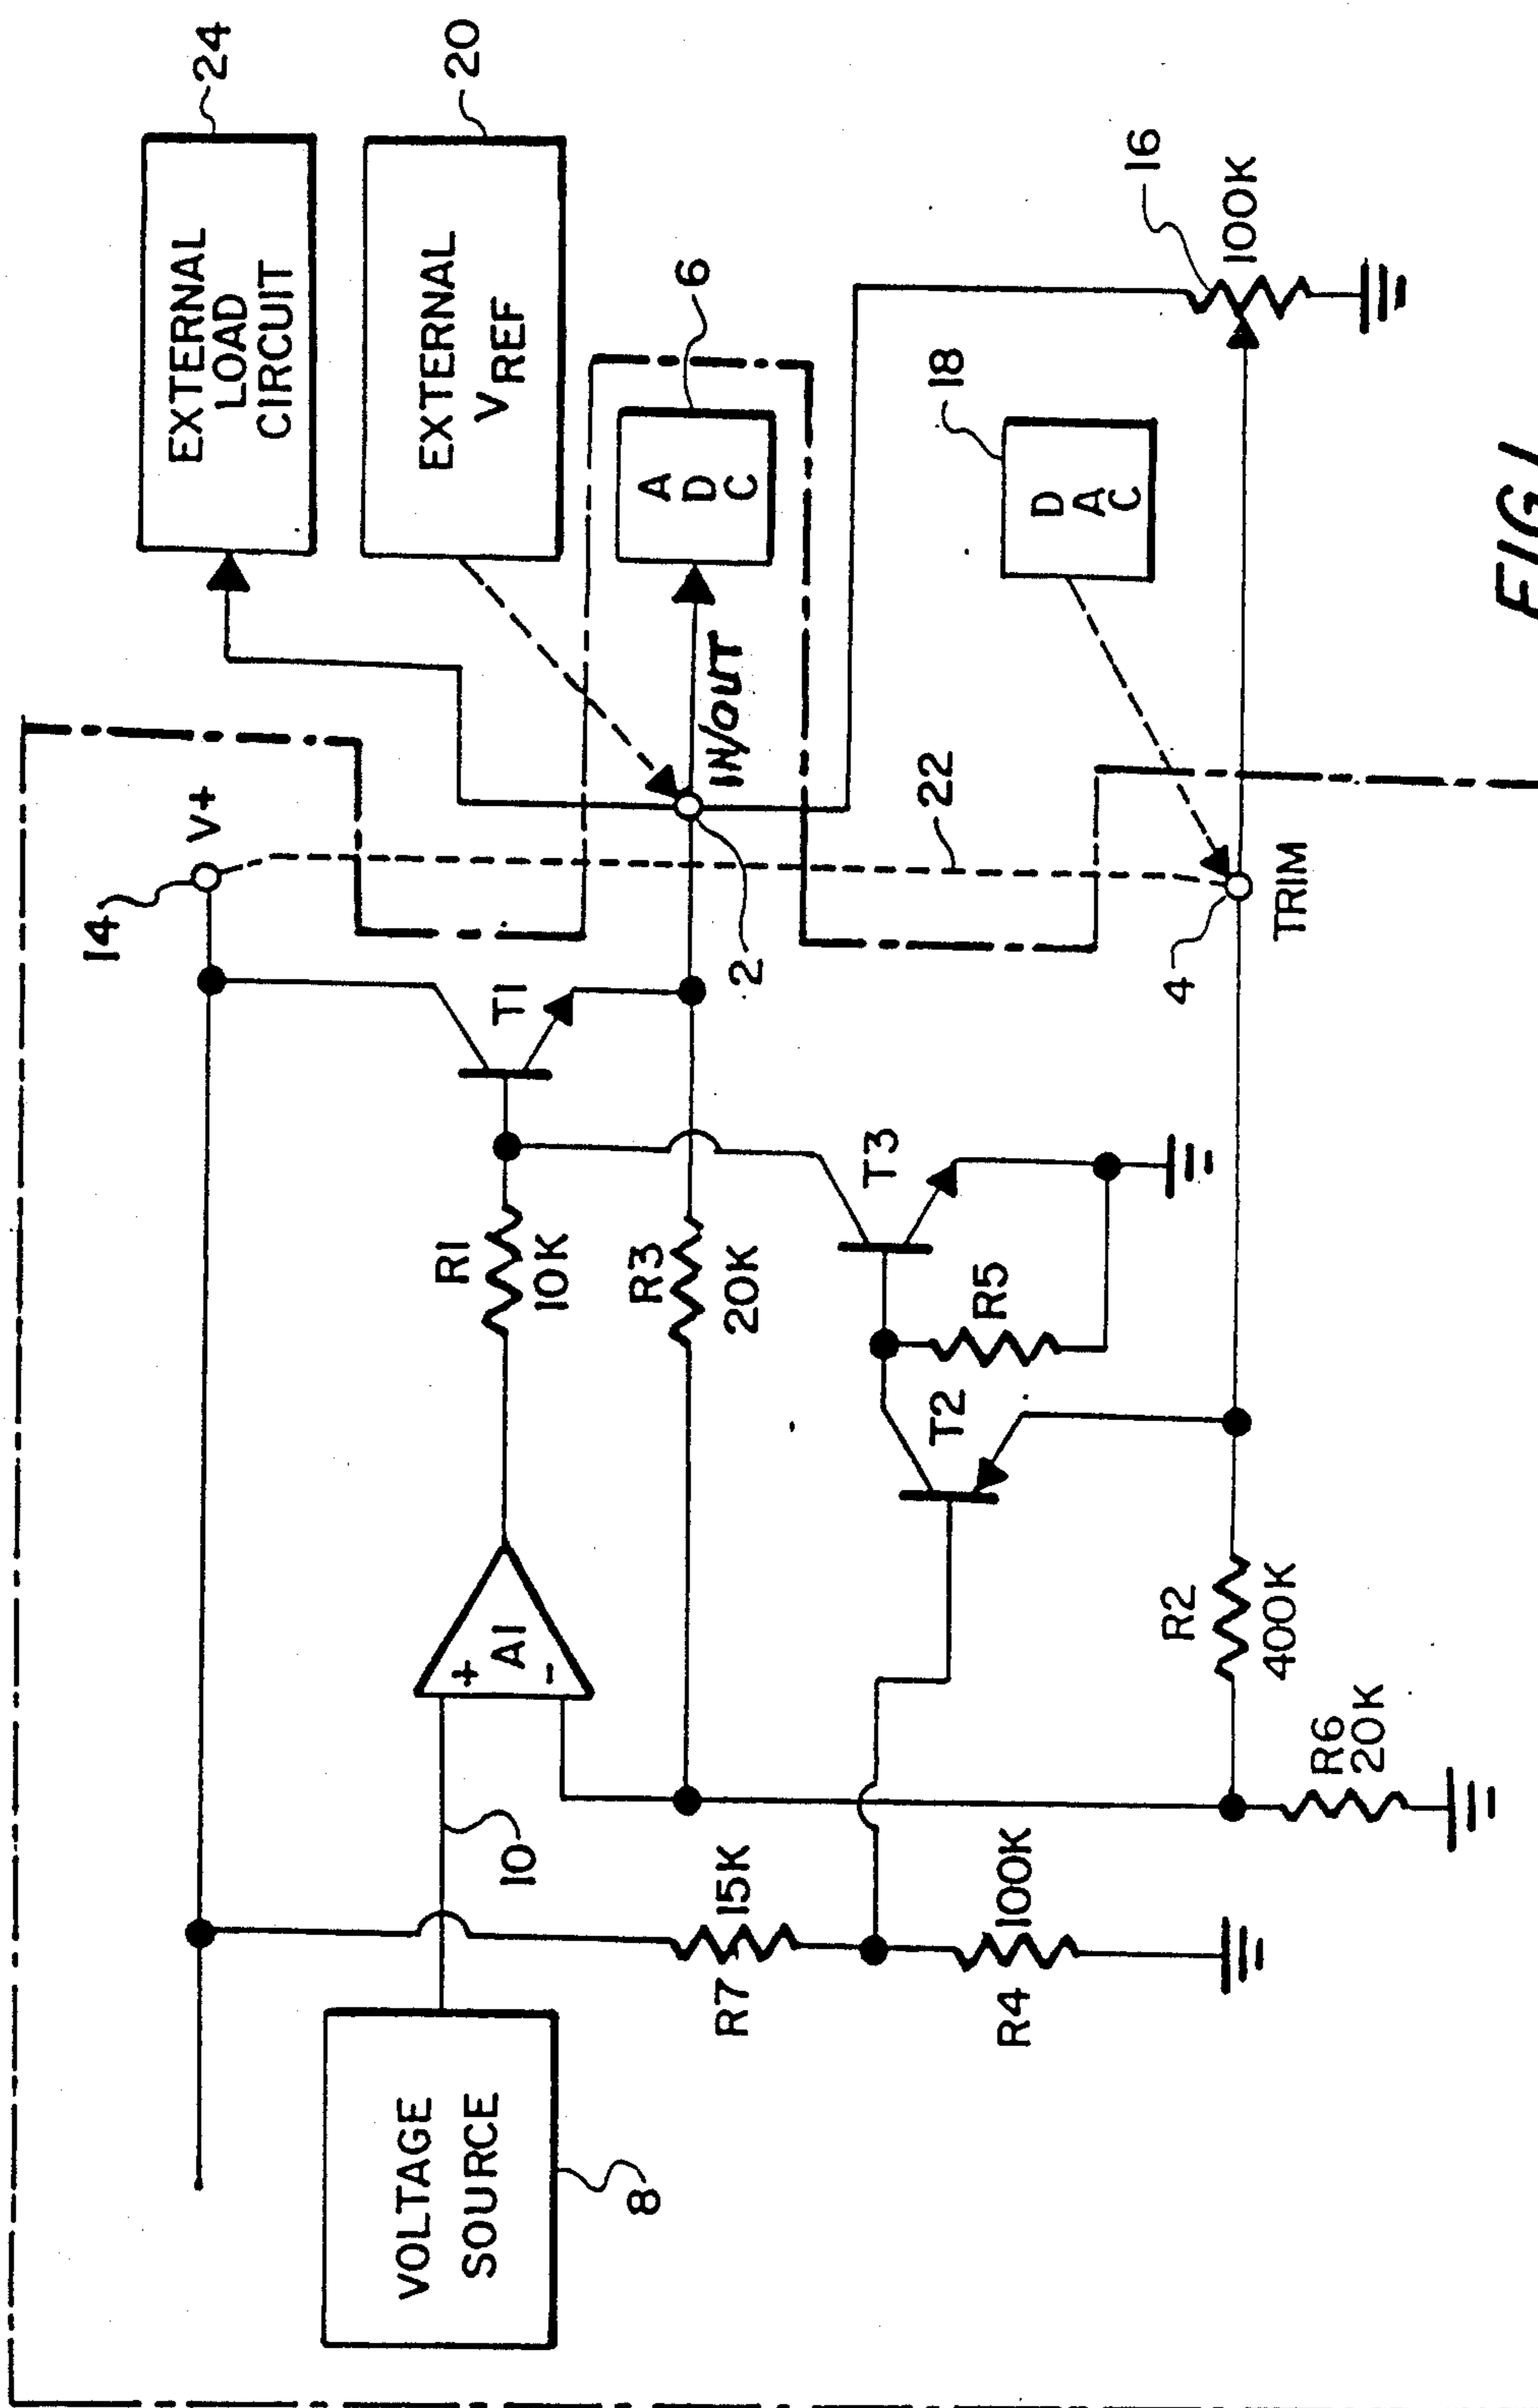 EXTERNAL
LOAD
CIRCUIT
24
EXTERNAL
VREF
20
14
V+
T1
R1
10K
A1
+
-
10
VOLTAGE
SOURCE
8
IN/OUT
2
A
D
C
6
R3
20K
R7
15K
R4
100K
T3
R5
T2
22
D
A
C
18
16
100K
4
TRIM
R2
400K
R6
20K
FIG 1